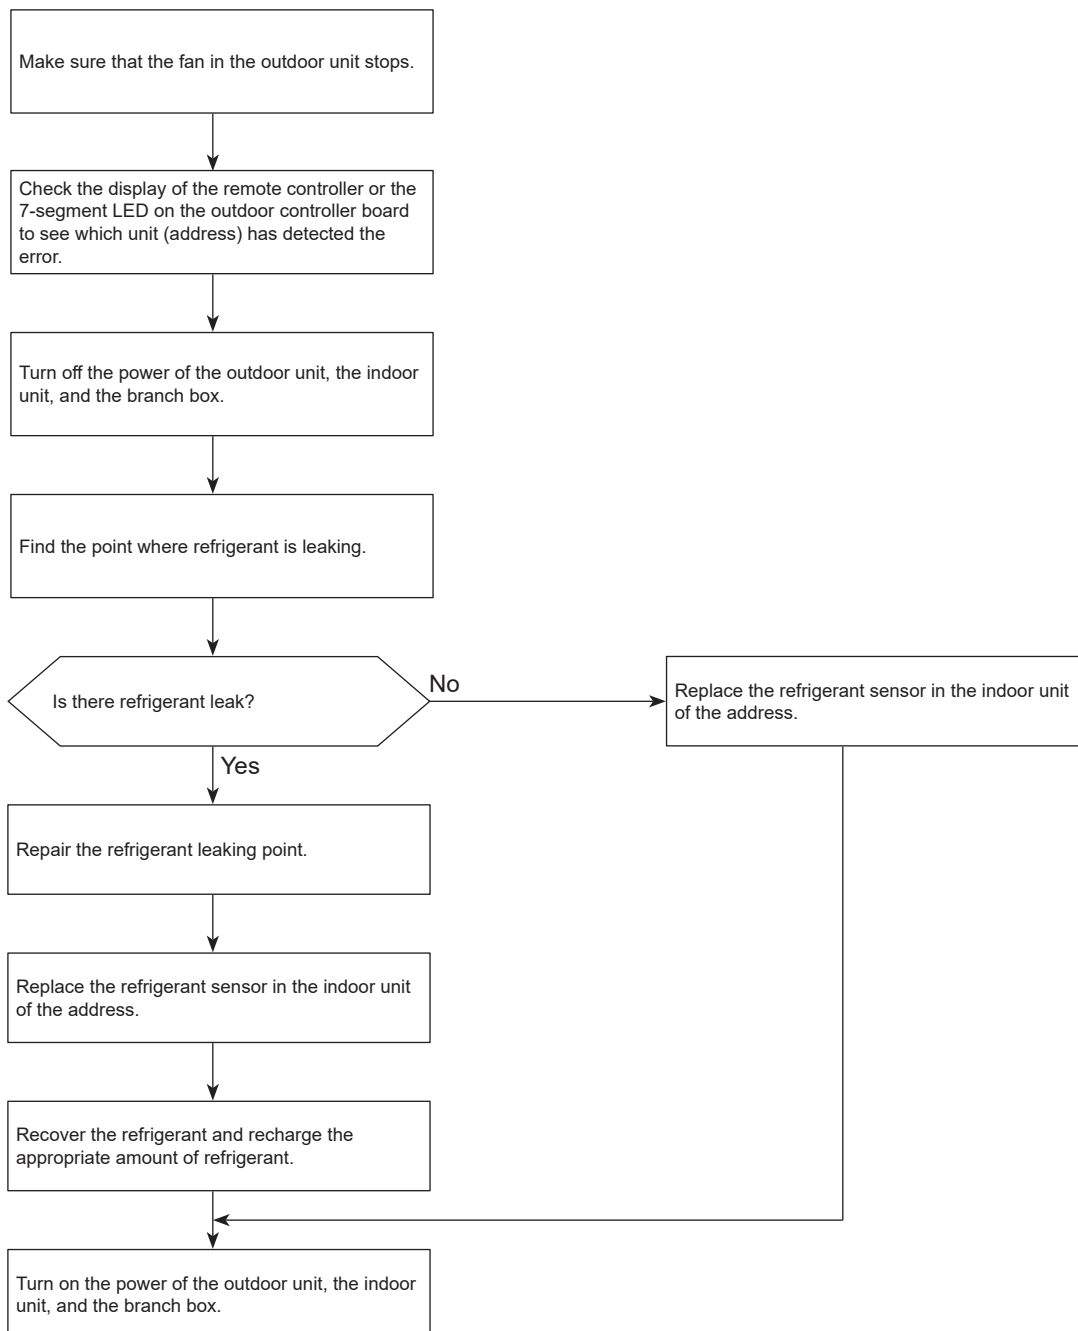 Make sure that the fan in the outdoor unit stops.
Check the display of the remote controller or the
7-segment LED on the outdoor controller board
to see which unit (address) has detected the
error.
Turn off the power of the outdoor unit, the indoor
unit, and the branch box.
Find the point where refrigerant is leaking.
Is there refrigerant leak?
No
Replace the refrigerant sensor in the indoor unit
of the address.
Yes
Repair the refrigerant leaking point.
Replace the refrigerant sensor in the indoor unit
of the address.
Recover the refrigerant and recharge the
appropriate amount of refrigerant.
Turn on the power of the outdoor unit, the indoor
unit, and the branch box.